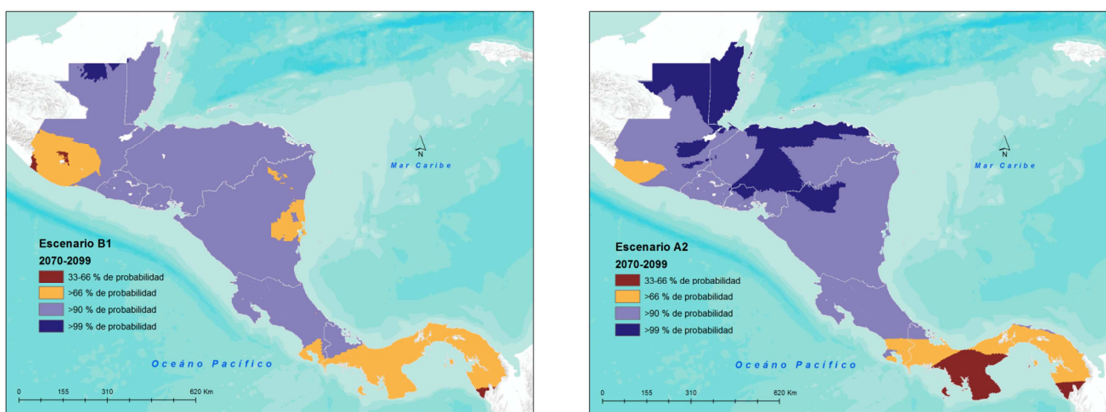 N
Mar Caribe
Escenario B1
2070-2099
33-66 % de probabilidad
>66 % de probabilidad
>90 % de probabilidad
>99 % de probabilidad
Oceáno Pacífico
0 155 310 620 Km
N
Mar Caribe
Escenario A2
2070-2099
33-66 % de probabilidad
>66 % de probabilidad
>90 % de probabilidad
>99 % de probabilidad
Oceáno Pacífico
0 155 310 620 Km